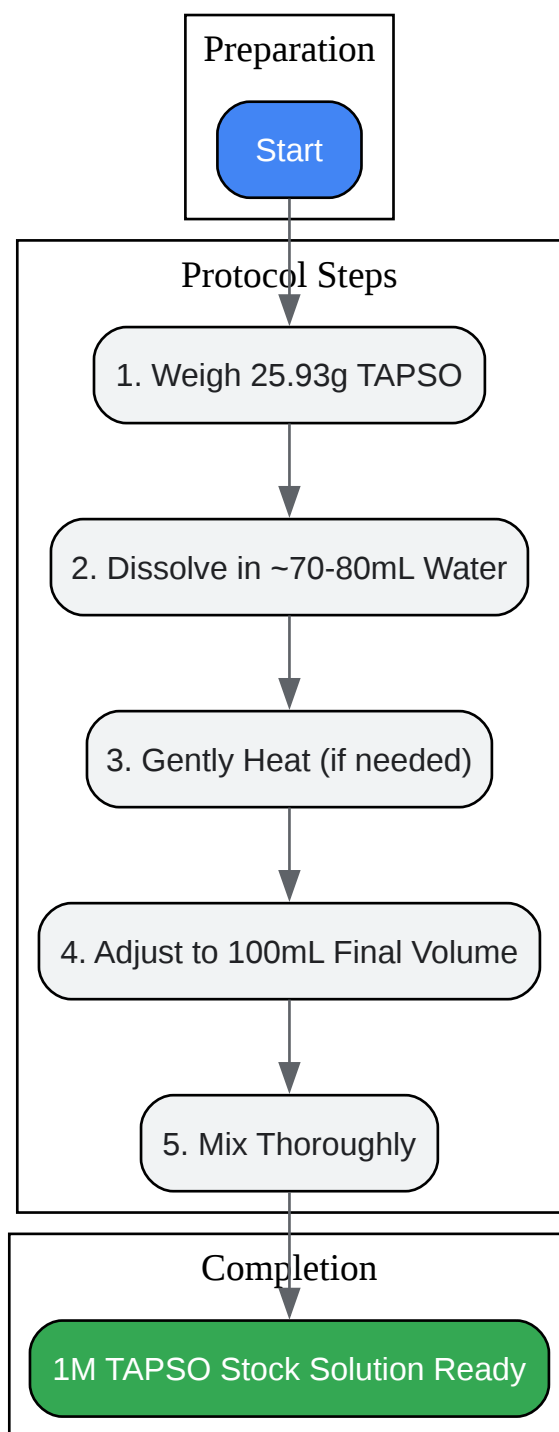 Preparation
Start
Protocol Steps
1. Weigh 25.93g TAPSO
2. Dissolve in ~70-80mL Water
3. Gently Heat (if needed)
4. Adjust to 100mL Final Volume
5. Mix Thoroughly
Completion
1M TAPSO Stock Solution Ready